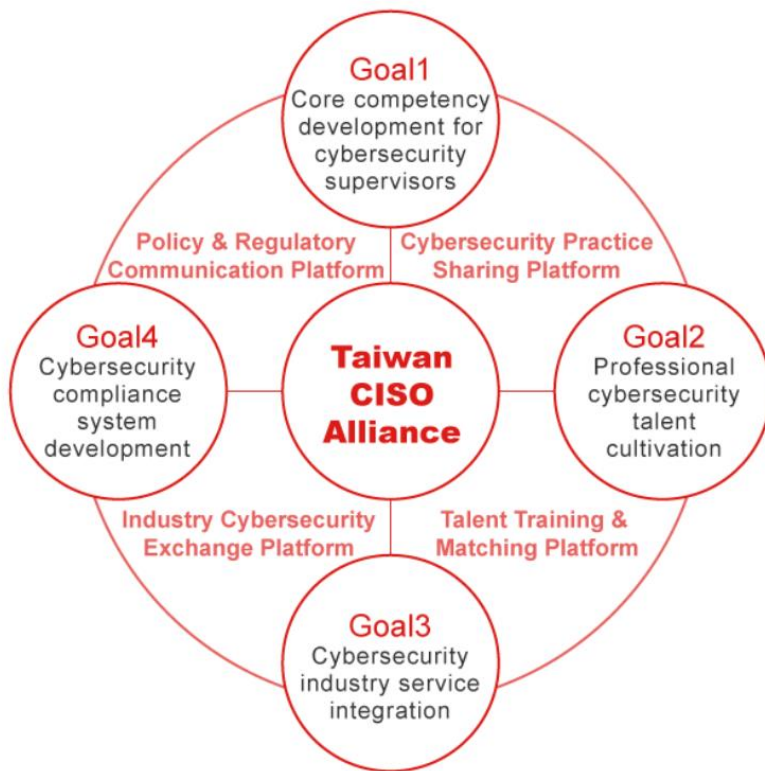 Goal1
Core competency
development for
cybersecurity
supervisors
Policy & Regulatory
Communication Platform
Cybersecurity Practice
Sharing Platform
Goal4
Cybersecurity
compliance
system
development
Taiwan
CISO
Alliance
Goal2
Professional
cybersecurity
talent
cultivation
Industry Cybersecurity
Exchange Platform
Talent Training &
Matching Platform
Goal3
Cybersecurity
industry service
integration